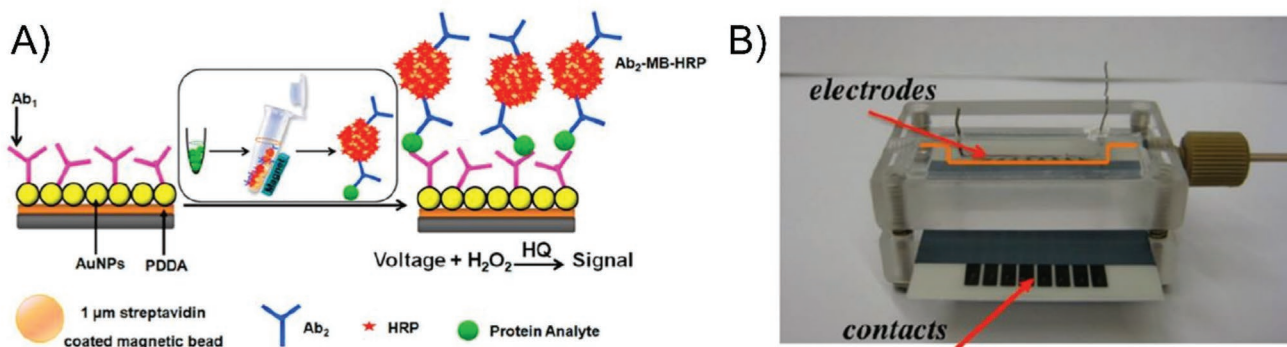 A)
Ab₁
Magnet
Ab₂-MB-HRP
AuNPs
PDDA
Voltage + H₂O₂ HQ Signal
1 μm streptavidin
coated magnetic bead
Ab₂
HRP
Protein Analyte
B)
electrodes
contacts